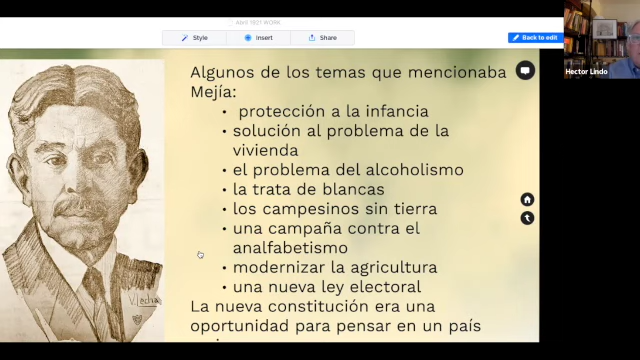 Abril 1921 WORK
Style
Insert
Share
Back to edit
Hector Lindo
Algunos de los temas que mencionaba
Mejía:
• protección a la infancia
• solución al problema de la
vivienda
• el problema del alcoholismo
• la trata de blancas
• los campesinos sin tierra
• una campaña contra el
analfabetismo
• modernizar la agricultura
• una nueva ley electoral
La nueva constitución era una
oportunidad para pensar en un país